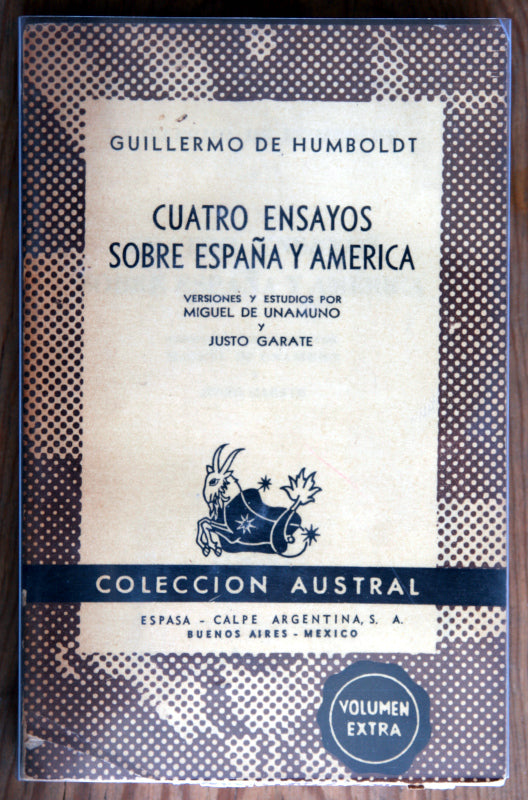 GUILLERMO DE HUMBOLDT
CUATRO ENSAYOS
SOBRE ESPAÑA Y AMERICA
VERSIONES Y ESTUDIOS POR
MIGUEL DE UNAMUNO
Y
JUSTO GARATE
COLECCION AUSTRAL
ESPASA - CALPE ARGENTINA, S. A.
BUENOS AIRES - MEXICO
VOLUMEN
EXTRA